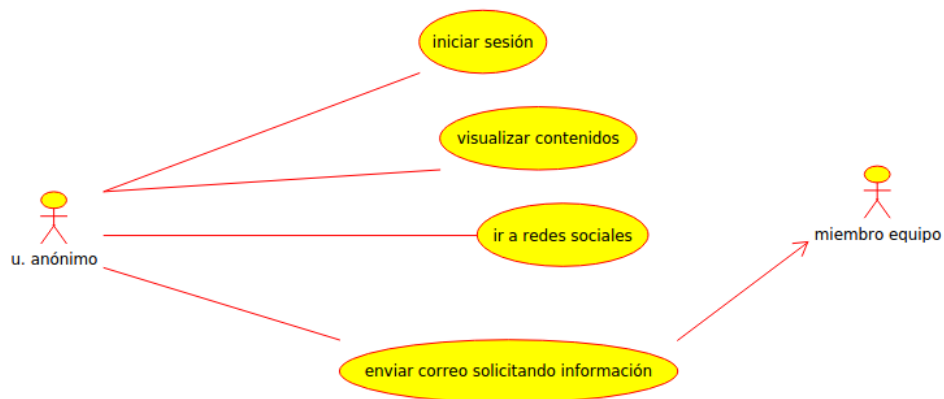 iniciar sesión
visualizar contenidos
ir a redes sociales
miembro equipo
u. anónimo
enviar correo solicitando información